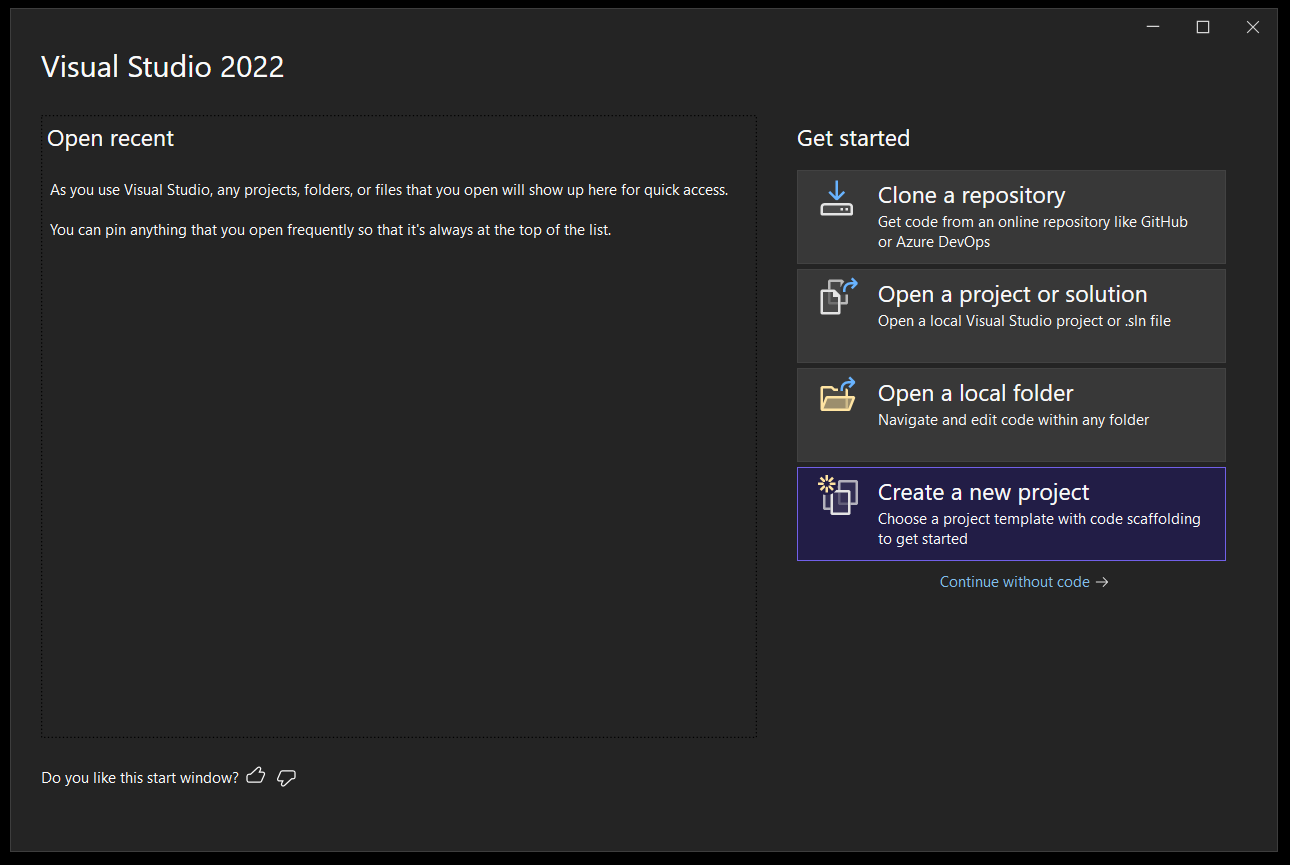 Visual Studio 2022
Open recent
As you use Visual Studio, any projects, folders, or files that you open will show up here for quick access.
You can pin anything that you open frequently so that it's always at the top of the list.
Get started
Clone a repository
Get code from an online repository like GitHub
or Azure DevOps
Open a project or solution
Open a local Visual Studio project or .sln file
Open a local folder
Navigate and edit code within any folder
Create a new project
Choose a project template with code scaffolding
to get started
Continue without code →
Do you like this start window?